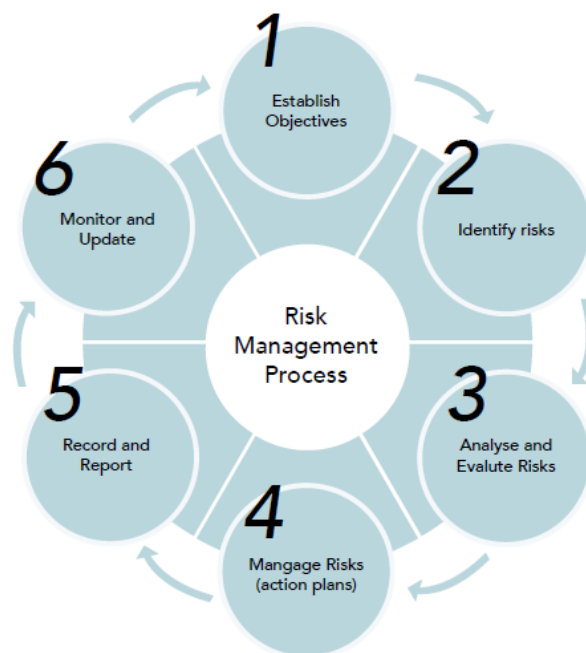 1
Establish
Objectives
2
Identify risks
3
Analyse and
Evalute Risks
4
Mangage Risks
(action plans)
5
Record and
Report
6
Monitor and
Update
Risk
Management
Process